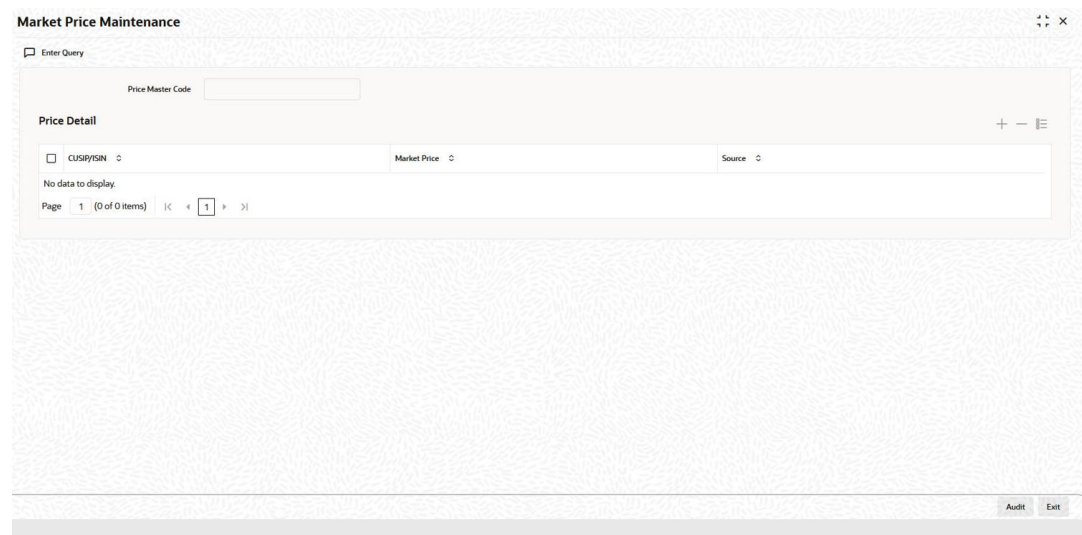 Market Price Maintenance
Enter Query
Price Master Code
Price Detail
CUSIP/ISIN Market Price Source
No data to display.
Page 1 (0 of 0 items) 1
Audit Exit